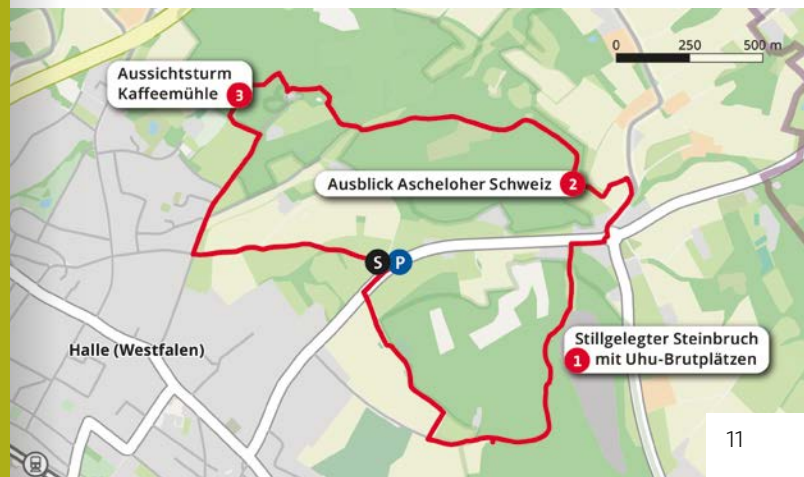 0 250 500 m
Aussichtsturm
Kaffeemühle 3
Ausblick Ascheloher Schweiz 2
S P
Stillgelegter Steinbruch
1 mit Uhu-Brutplätzen
Halle (Westfalen)
11